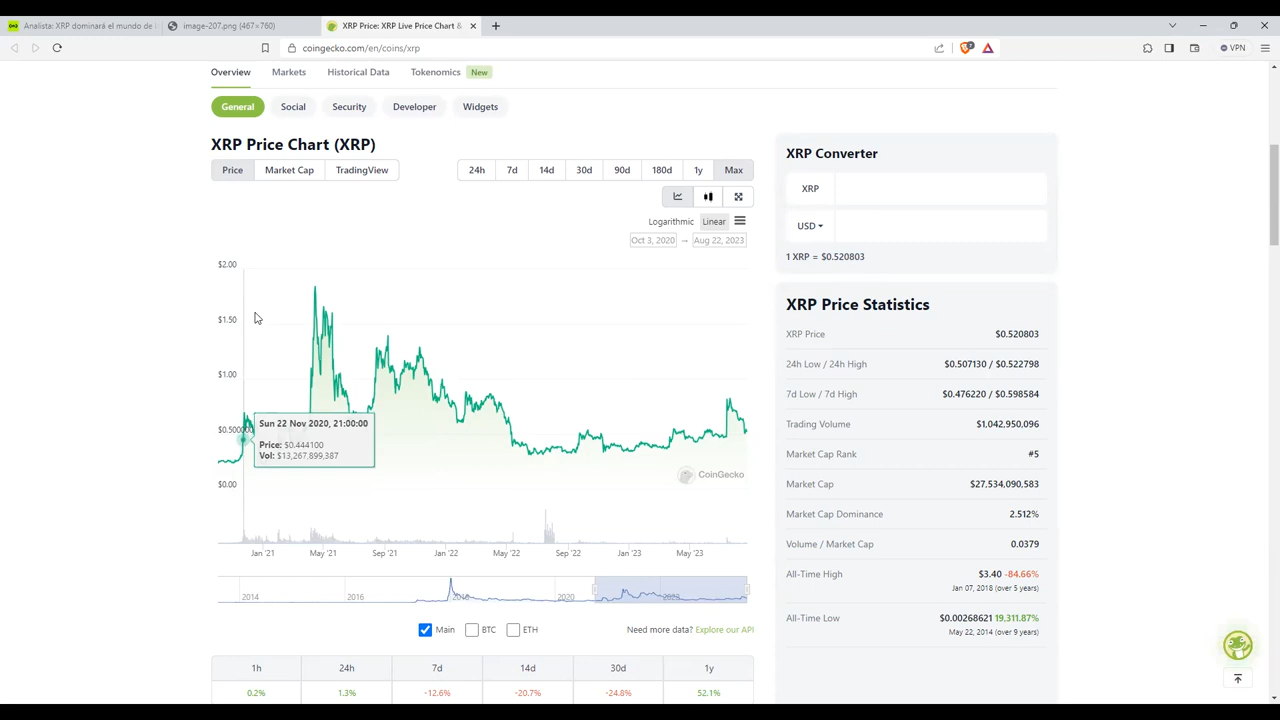 Analista: XRP dominará el mundo de
image-207.png (467×760)
XRP Price: XRP Live Price Chart &
coingecko.com/en/coins/xrp
VPN
Overview Markets Historical Data Tokenomics New
General Social Security Developer Widgets
XRP Price Chart (XRP)
Price Market Cap TradingView 24h 7d 14d 30d 90d 180d 1y Max
Logarithmic Linear
Oct 3, 2020 → Aug 22, 2023
$2.00
$1.50
$1.00
$0.50000
$0.00
Sun 22 Nov 2020, 21:00:00
Price: $0.444100
Vol: $13,267,899,387
CoinGecko
Jan '21 May '21 Sep '21 Jan '22 May '22 Sep '22 Jan '23 May '23
2014 2016 2018 2020
Main BTC ETH Need more data? Explore our API
1h 24h 7d 14d 30d 1y
0.2% 1.3% -12.6% -20.7% -24.8% 52.1%
XRP Converter
XRP
USD
1 XRP = $0.520803
XRP Price Statistics
XRP Price $0.520803
24h Low / 24h High $0.507130 / $0.522798
7d Low / 7d High $0.476220 / $0.598584
Trading Volume $1,042,950,096
Market Cap Rank #5
Market Cap $27,534,090,583
Market Cap Dominance 2.512%
Volume / Market Cap 0.0379
All-Time High $3.40 -84.66%
Jan 07, 2018 (over 5 years)
All-Time Low $0.00268621 19,311.87%
May 22, 2014 (over 9 years)